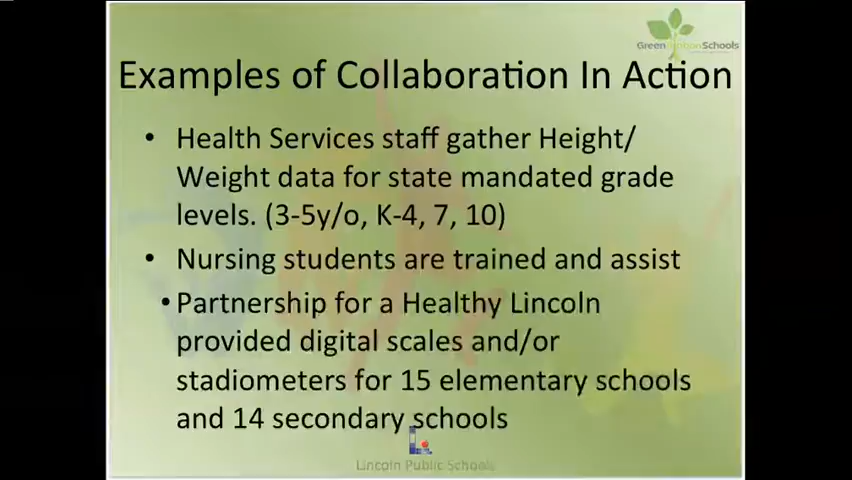 GreenApplanSchools
Examples of Collaboration In Action
• Health Services staff gather Height/
Weight data for state mandated grade
levels. (3-5y/o, K-4, 7, 10)
• Nursing students are trained and assist
• Partnership for a Healthy Lincoln
provided digital scales and/or
stadiometers for 15 elementary schools
and 14 secondary schools
Lincoln Public Schools